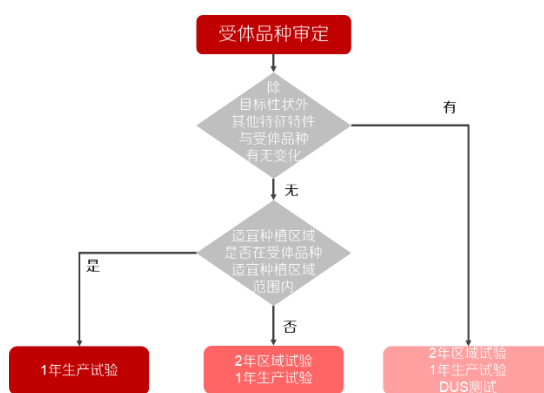 受体品种审定
除
目标性状外
其他特征特性
与受体品种
有无变化
有
无
适宜种植区域
是否在受体品种
适宜种植区域
范围内
是
否
1年生产试验
2年区域试验
1年生产试验
2年区域试验
1年生产试验
DUS测试